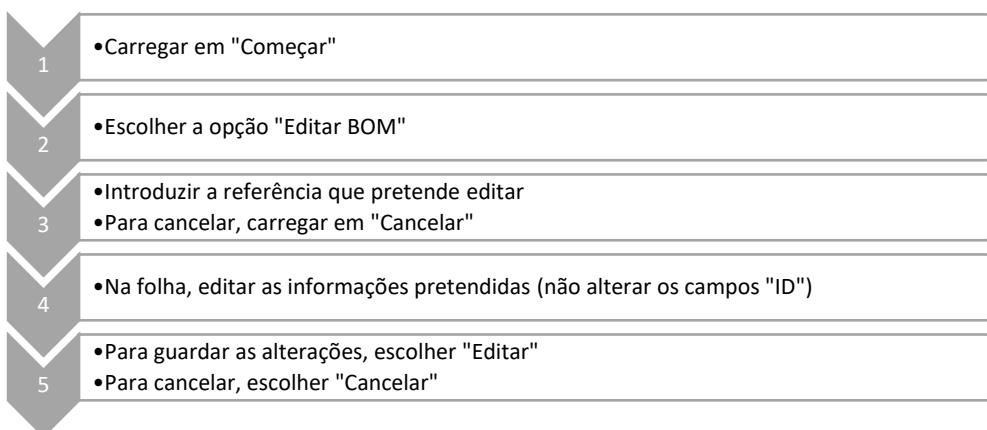 1
•Carregar em "Começar"
2
•Escolher a opção "Editar BOM"
3
•Introduzir a referência que pretende editar
•Para cancelar, carregar em "Cancelar"
4
•Na folha, editar as informações pretendidas (não alterar os campos "ID")
5
•Para guardar as alterações, escolher "Editar"
•Para cancelar, escolher "Cancelar"